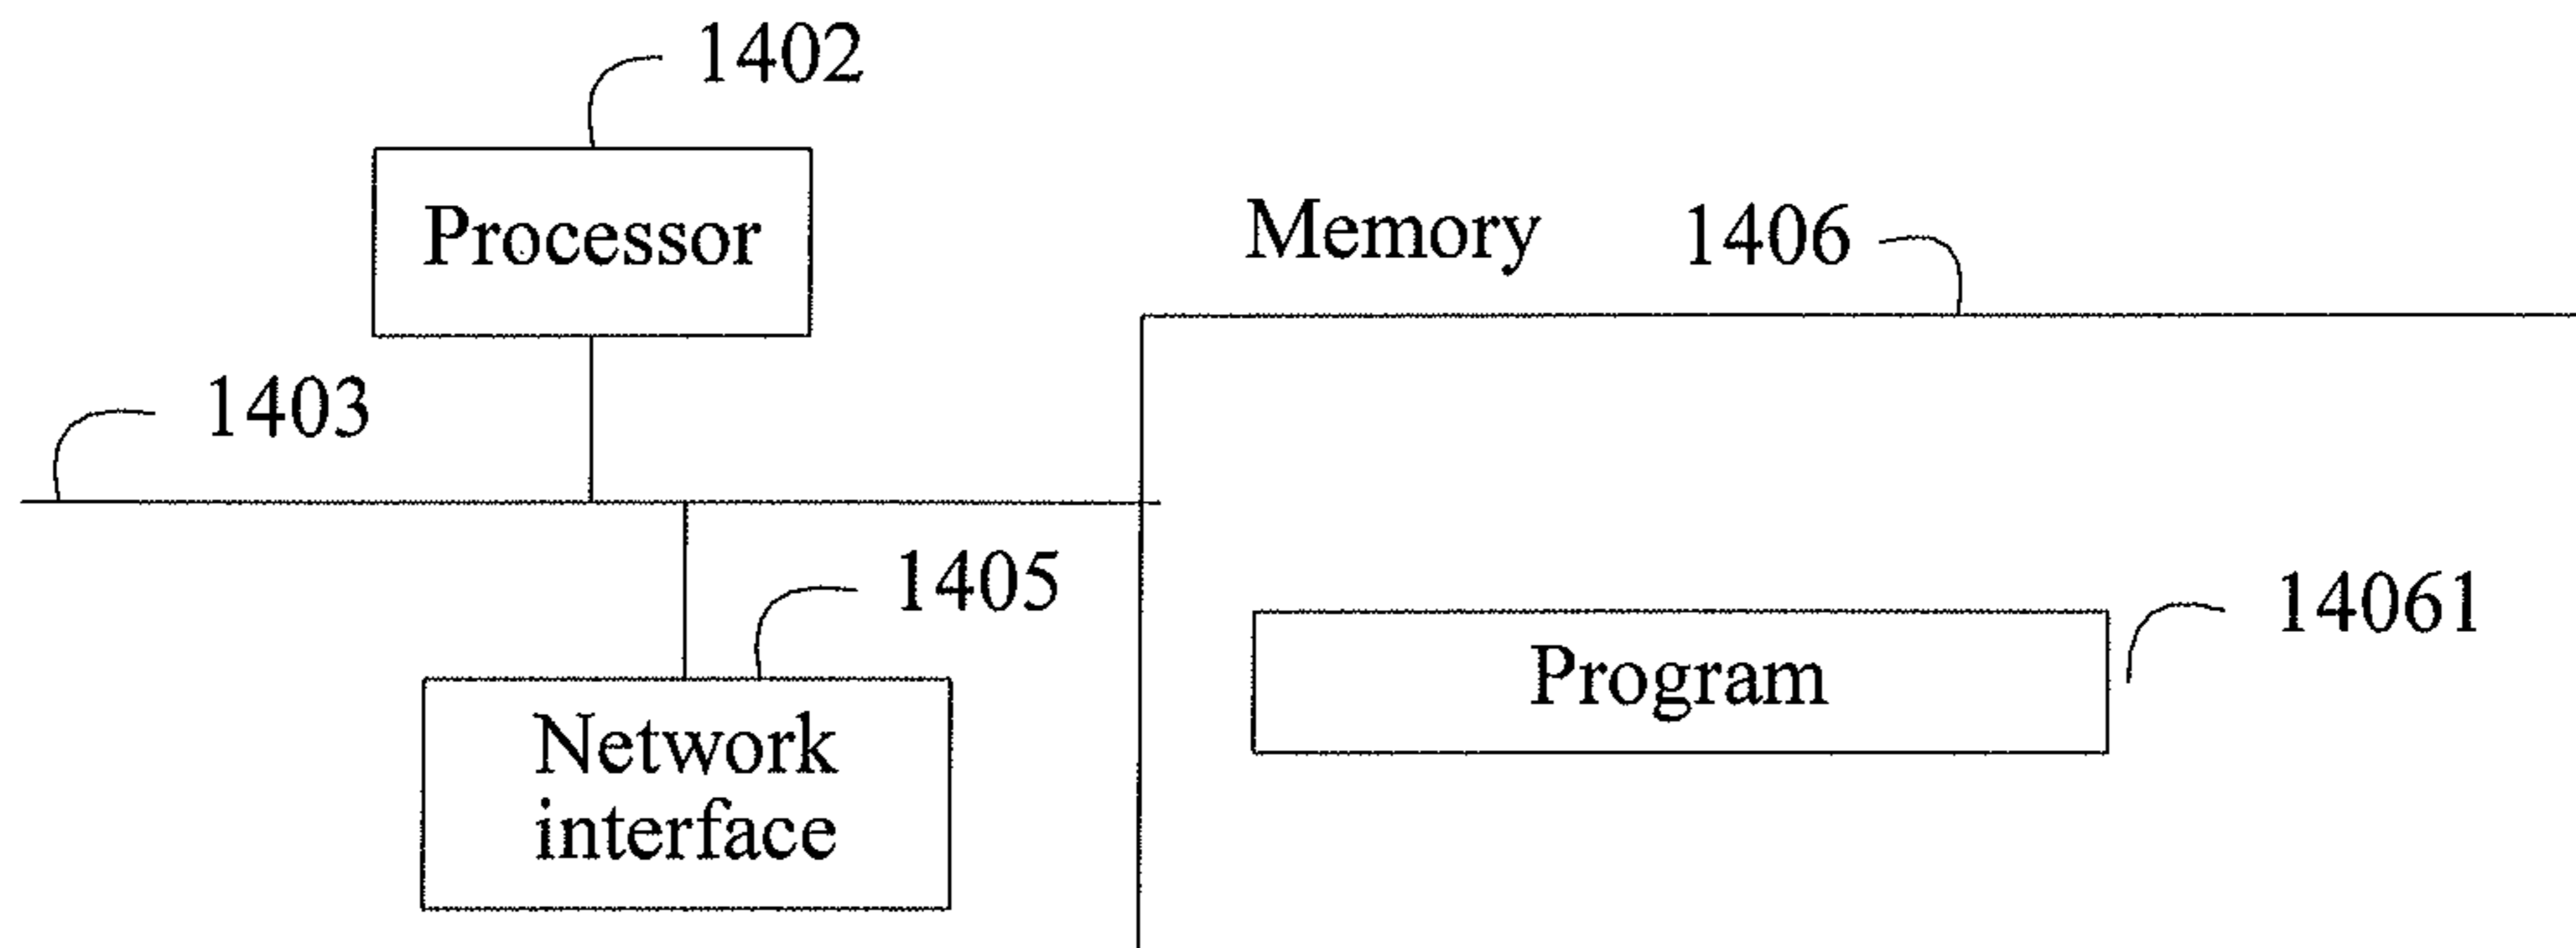 1402
Processor
Memory 1406
1403
1405
14061
Program
Network
interface